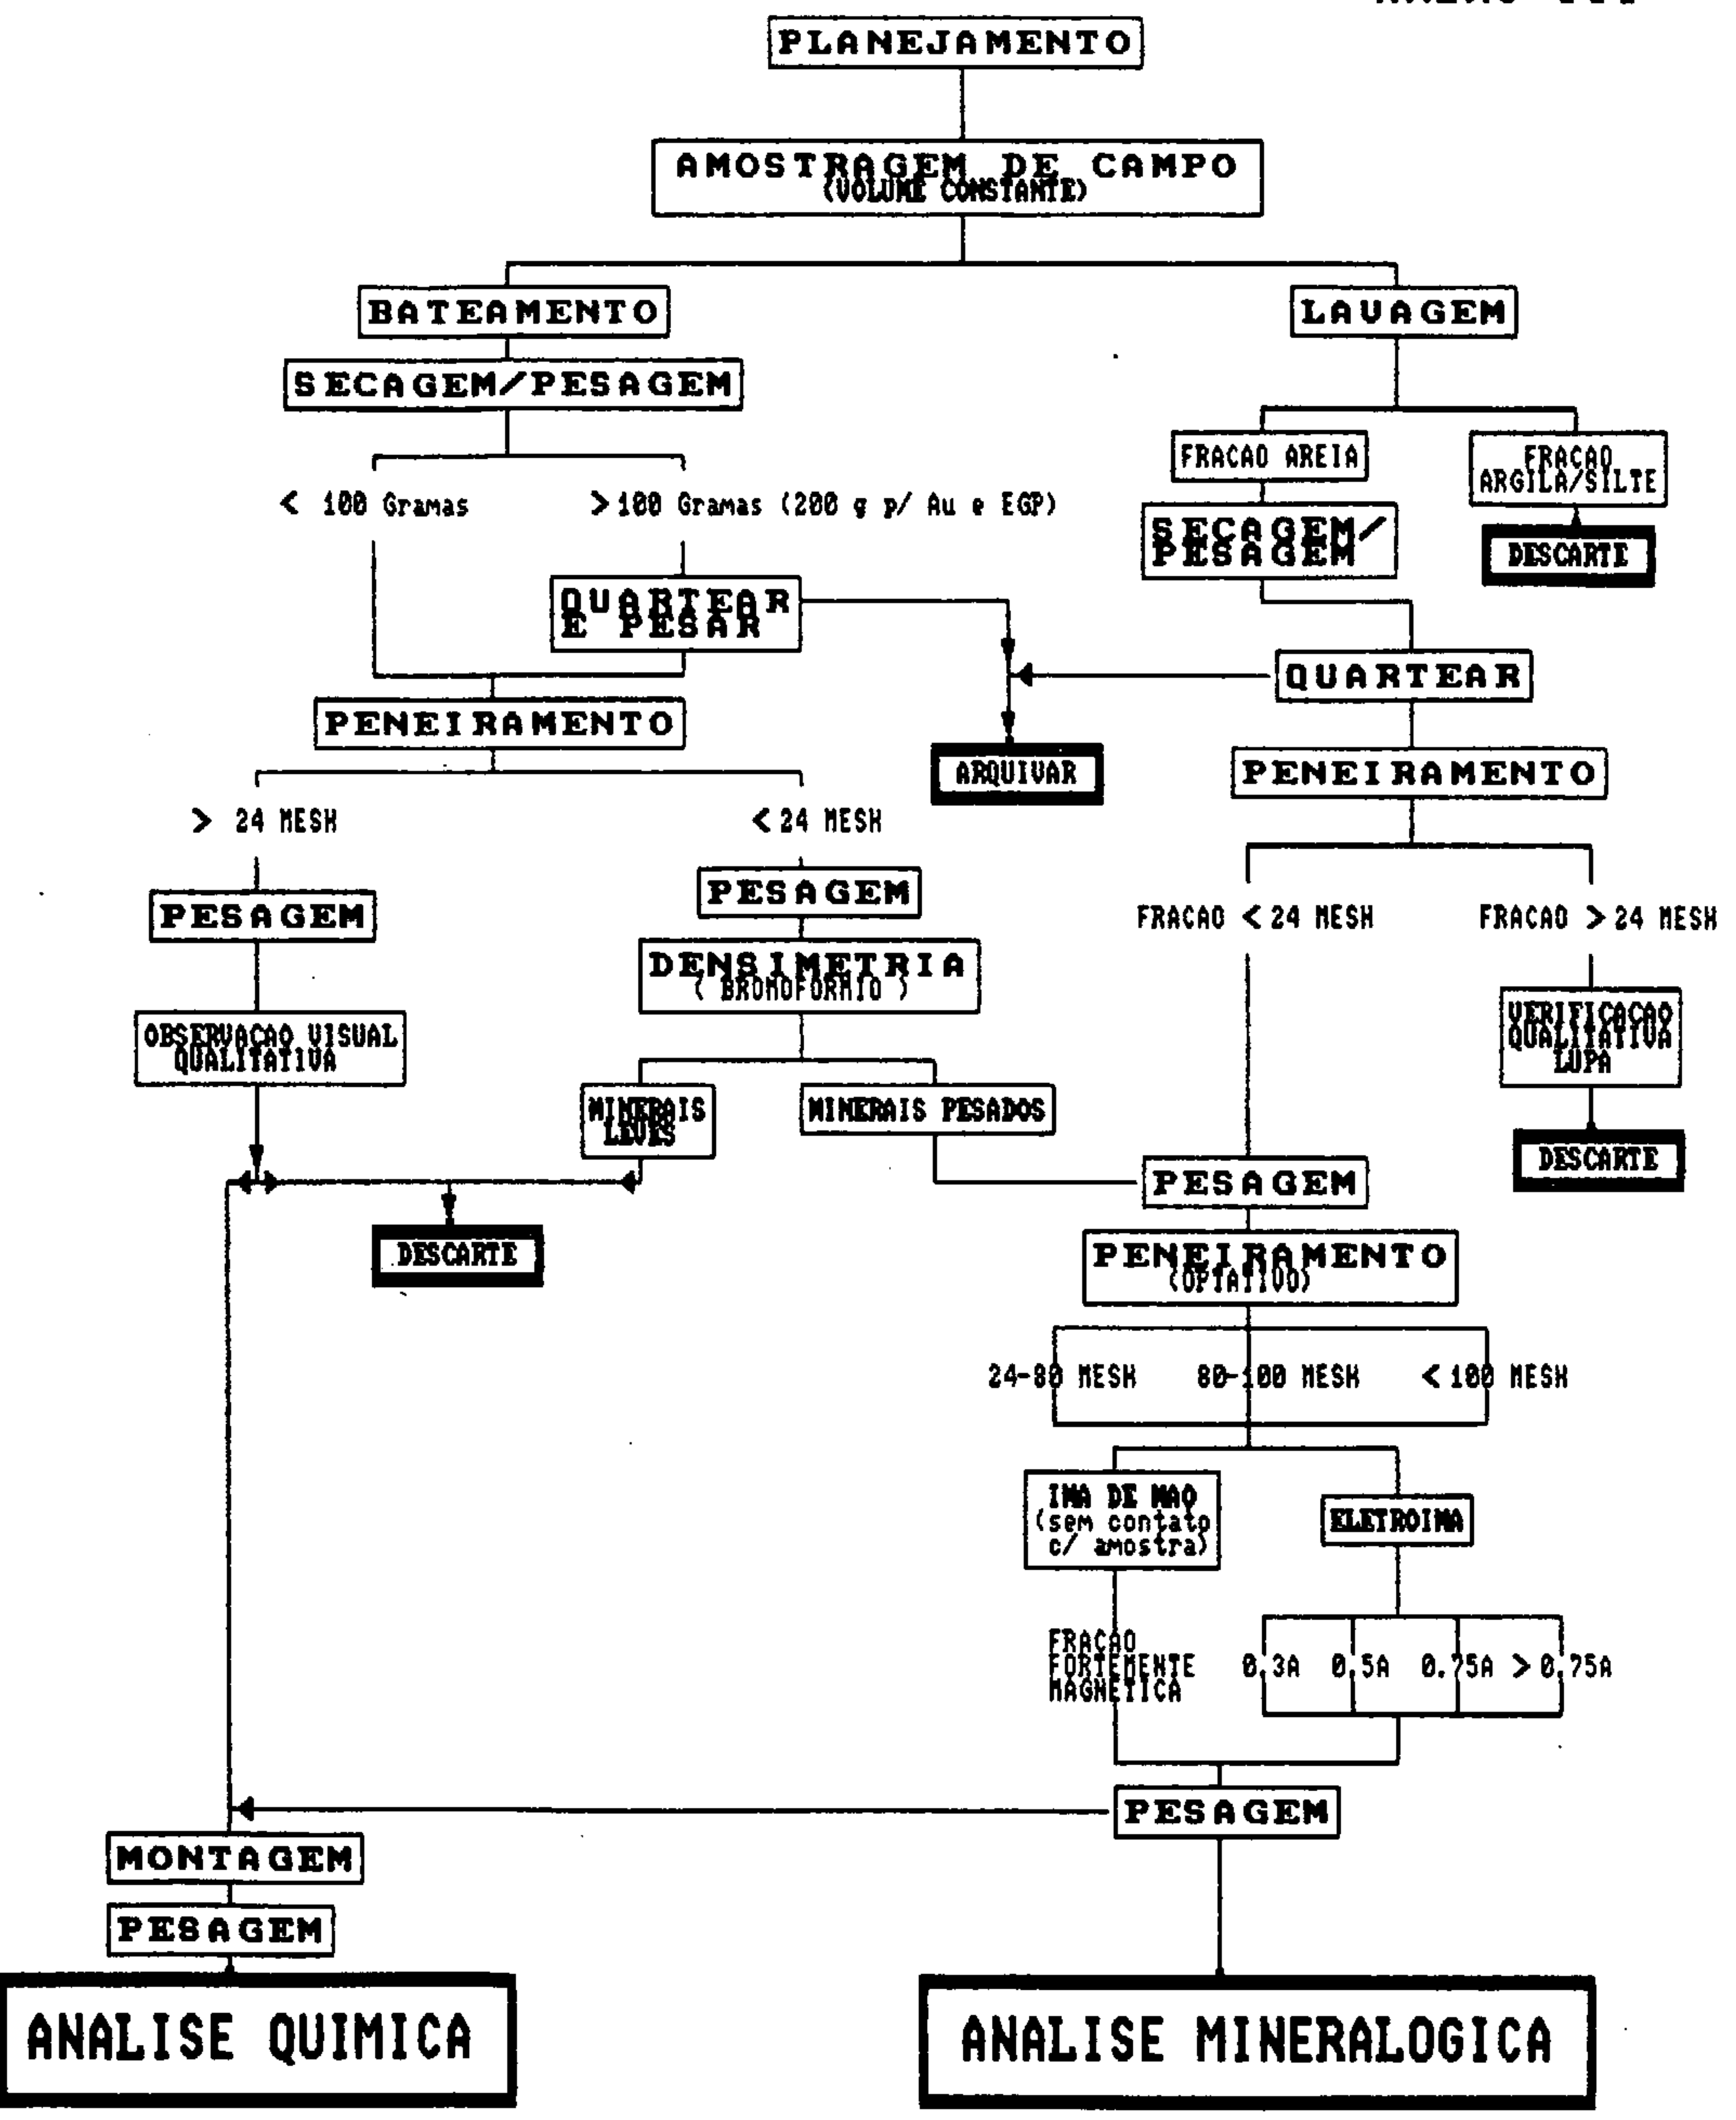 PLANEJAMENTO
AMOSTRAGEM DE CAMPO
(VOLUME CONSTANTE)
BATEAMENTO
LAVAGEM
SECAGEM/PESAGEM
FRACAO AREIA
FRACAO
ARGILA/SILTE
< 100 Gramas
>100 Gramas (200 g p/ Au e EGP)
SECAGEM/
PESAGEM
DESCARTE
QUARTEAR
E PESAR
QUARTEAR
PENEIRAMENTO
ARQUIVAR
PENEIRAMENTO
> 24 MESH
< 24 MESH
PESAGEM
PESAGEM
FRACAO < 24 MESH
FRACAO > 24 MESH
DENSIMETRIA
( BROMOFORMIO )
OBSERVACAO VISUAL
QUALITATIVA
VERIFICACAO
QUALITATIVA
LUPA
MINERAIS
LEVES
MINERAIS PESADOS
DESCARTE
PESAGEM
DESCARTE
PENEIRAMENTO
(OPTATIVO)
24-80 MESH
80-100 MESH
< 100 MESH
IMA DE MAO
(sem contato
c/ amostra)
ELETROIMA
FRACAO
FORTEMENTE
MAGNETICA
0.3A
0.5A
0.75A
> 0.75A
PESAGEM
MONTAGEM
PESAGEM
ANALISE QUIMICA
ANALISE MINERALOGICA